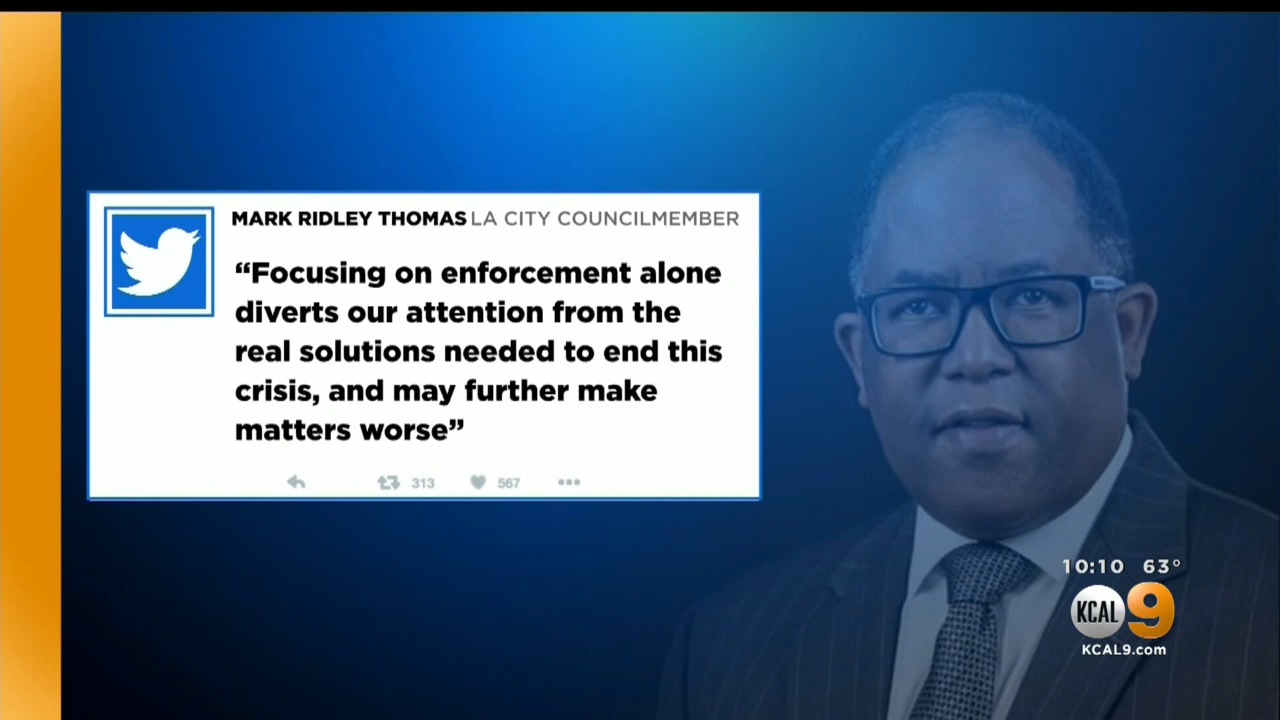 MARK RIDLEY THOMAS LA CITY COUNCILMEMBER
“Focusing on enforcement alone
diverts our attention from the
real solutions needed to end this
crisis, and may further make
matters worse”
313 567
10:10 63°
KCAL 9
KCAL9.com